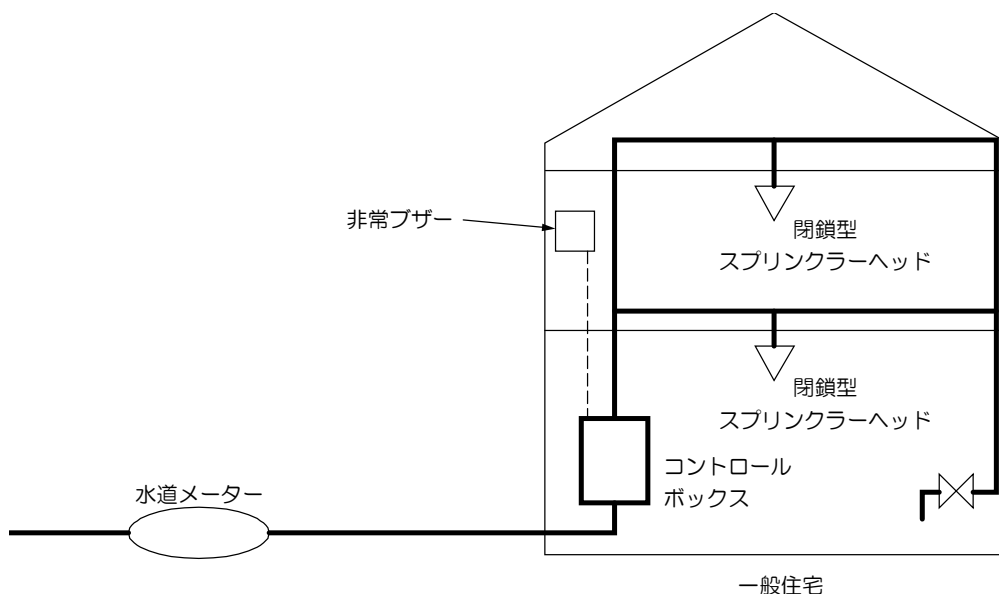 非常ブザー
閉鎖型
スプリンクラーヘッド
閉鎖型
スプリンクラーヘッド
コントロール
ボックス
水道メーター
一般住宅